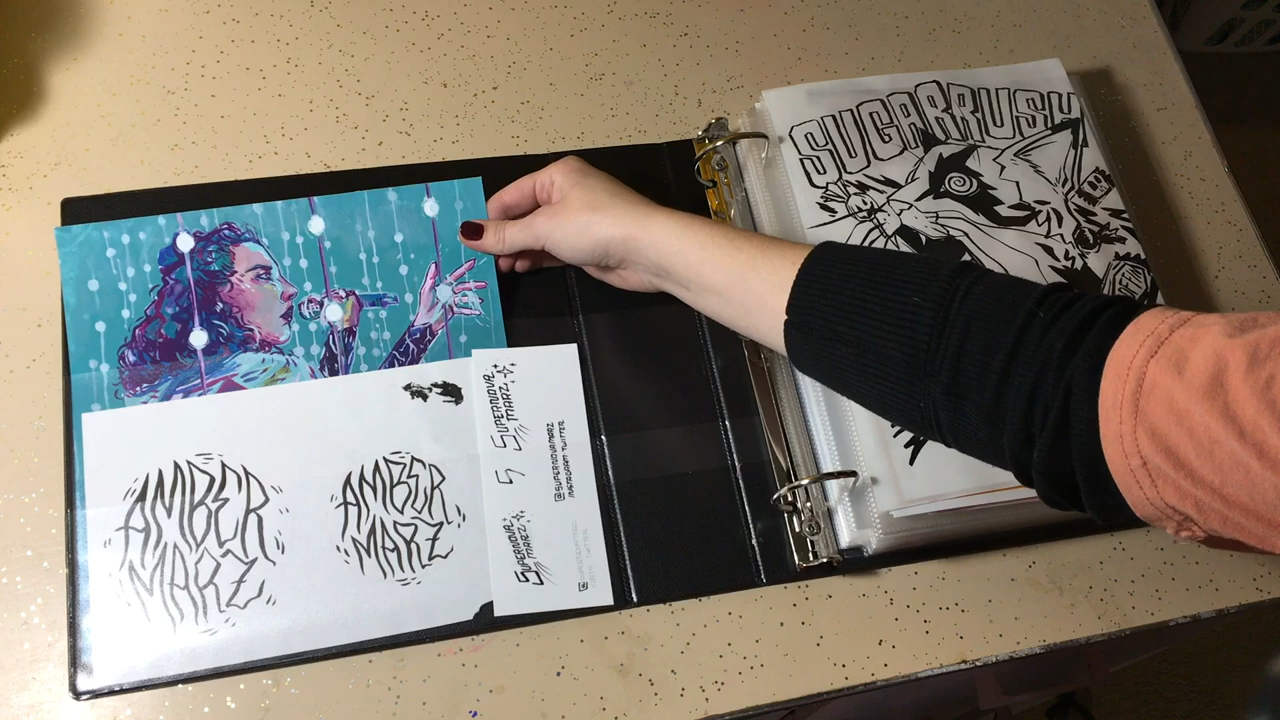 SUGARRUSH
AMBER
MARZ
AMBER
MARZ
SUPERNOVA
MARZ
S
SUPERNOVA
MARZ
@SUPERNOVAMARZ
INSTAGRAM TWITTER